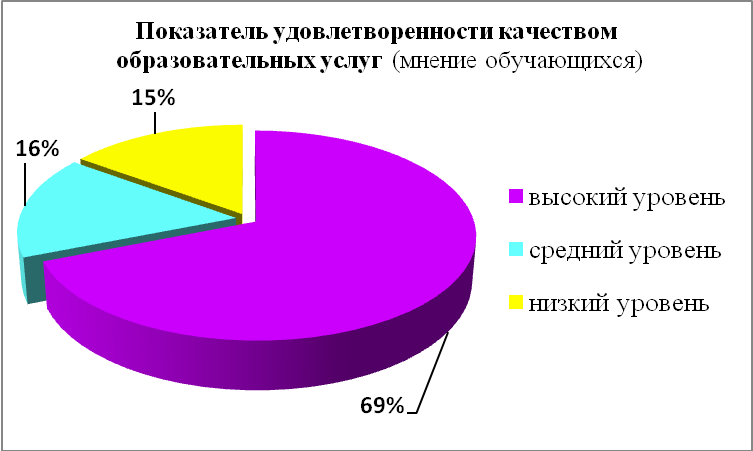 Показатель удовлетворенности качеством
образовательных услуг (мнение обучающихся)
15%
16%
высокий уровень
средний уровень
низкий уровень
69%